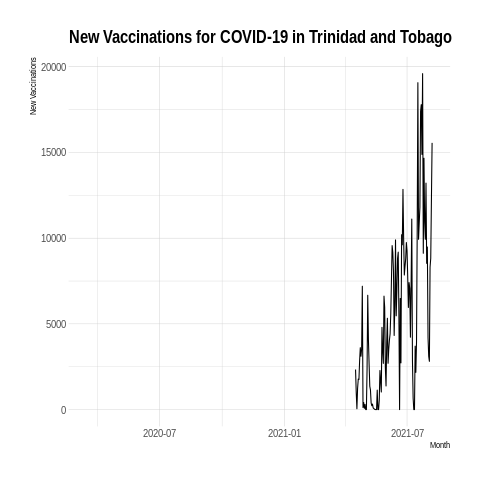 New Vaccinations for COVID-19 in Trinidad and Tobago
New Vaccinations
20000
15000
10000
5000
0
2020-07
2021-01
2021-07
Month